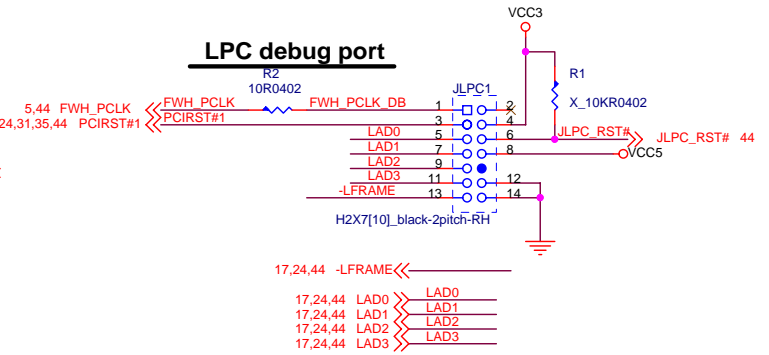 VCC3
LPC debug port
R2
10R0402
R1
X_10KR0402
JLPC1
5,44 FWH_PCLK
FWH_PCLK
FWH_PCLK_DB
1
2
24,31,35,44 PCIRST#1
PCIRST#1
3
4
LAD0
5
6
JLPC_RST#
JLPC_RST# 44
LAD1
7
8
VCC5
LAD2
9
LAD3
11
12
-LFRAME
13
14
H2X7[10]_black-2pitch-RH
17,24,44 -LFRAME
17,24,44 LAD0
LAD0
17,24,44 LAD1
LAD1
17,24,44 LAD2
LAD2
17,24,44 LAD3
LAD3